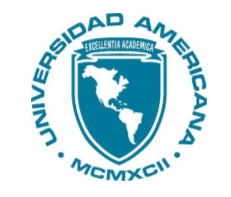 UNIVERSIDAD AMERICANA
EXCELLENTIA ACADEMICA
• MCMXCII •